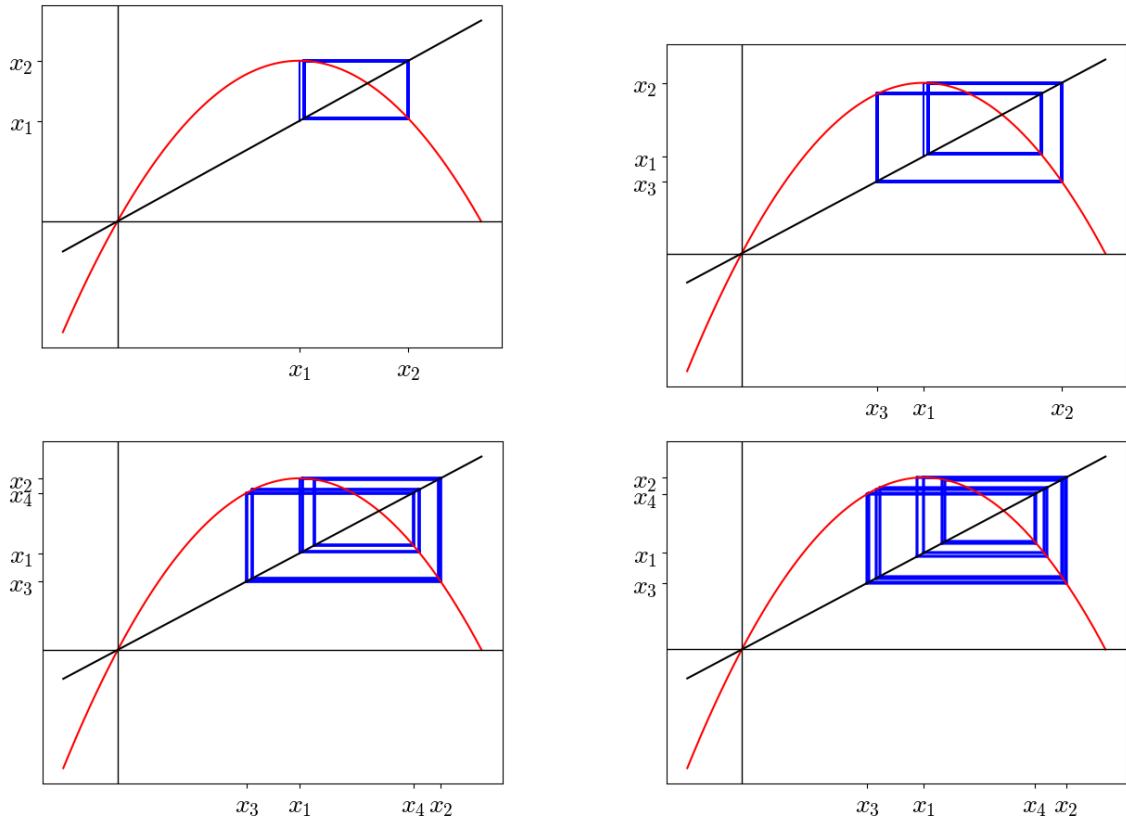 x₂
x₁
x₁ x₂
x₂
x₁
x₃
x₃ x₁ x₂
x₂
x₄
x₁
x₃
x₃ x₁ x₄ x₂
x₂
x₄
x₁
x₃
x₃ x₁ x₄ x₂